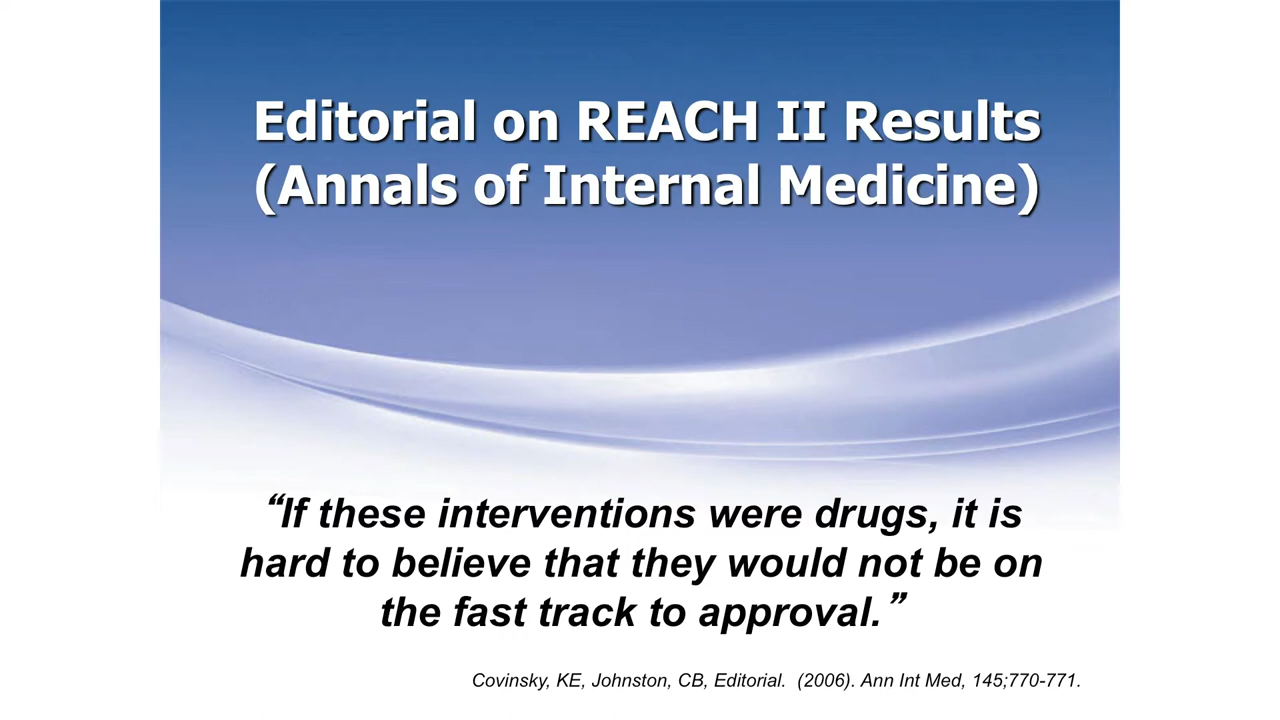 Editorial on REACH II Results
(Annals of Internal Medicine)
“If these interventions were drugs, it is
hard to believe that they would not be on
the fast track to approval.”
Covinsky, KE, Johnston, CB, Editorial.  (2006). Ann Int Med, 145;770-771.